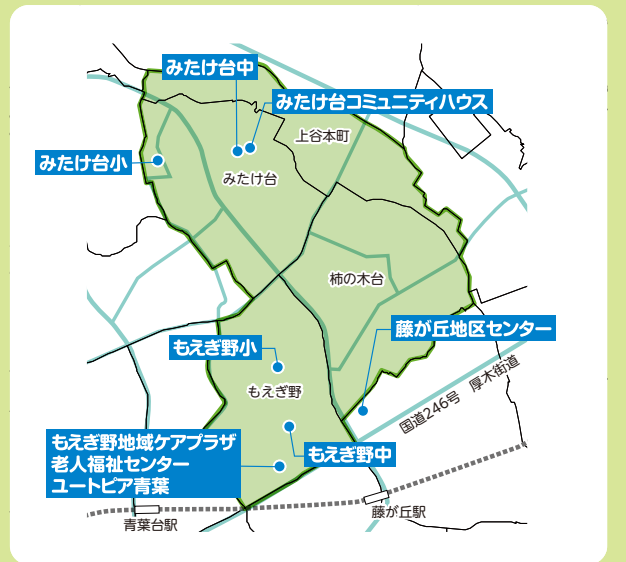 みたけ台中
みたけ台コミュニティハウス
上谷本町
みたけ台小
みたけ台
柿の木台
藤が丘地区センター
もえぎ野小
もえぎ野
国道246号 厚木街道
もえぎ野地域ケアプラザ
老人福祉センター
ユートピア青葉
もえぎ野中
藤が丘駅
青葉台駅